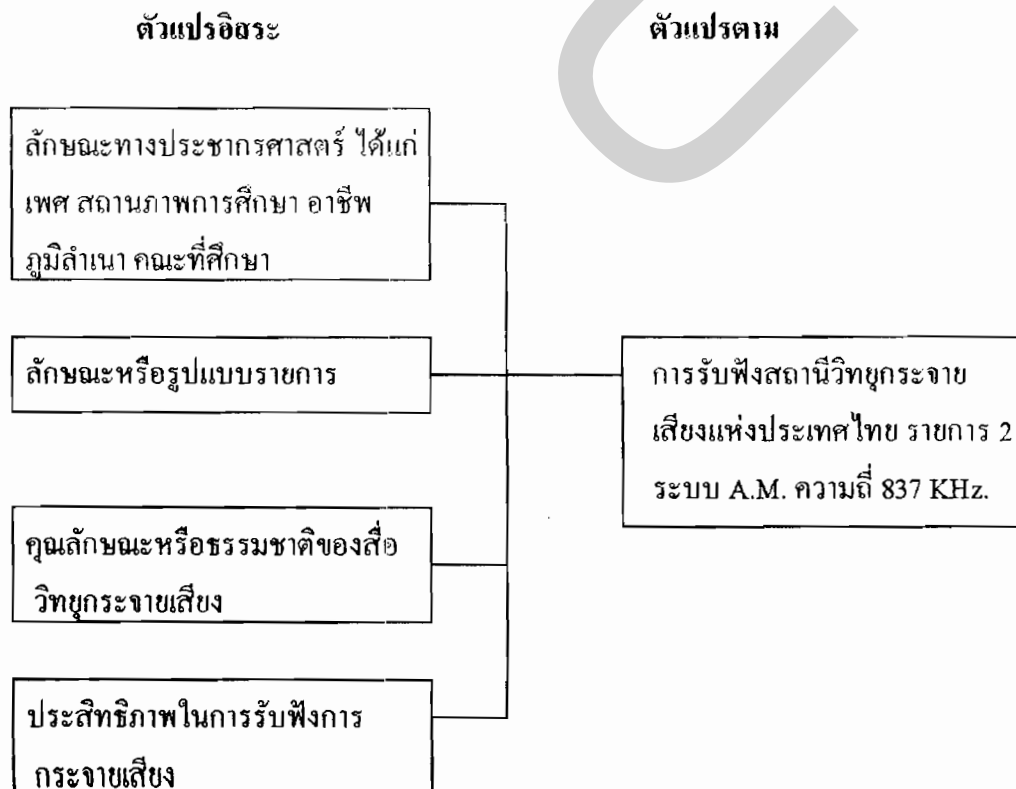 ตัวแปรอิสระ
ตัวแปรตาม
ลักษณะทางประชากรศาสตร์ ได้แก่
เพศ สถานภาพการศึกษา อาชีพ
ภูมิลำเนา คณะที่ศึกษา
ลักษณะหรือรูปแบบรายการ
คุณลักษณะหรือธรรมชาติของสื่อ
วิทยุกระจายเสียง
ประสิทธิภาพในการรับฟังการ
กระจายเสียง
การรับฟังสถานีวิทยุกระจาย
เสียงแห่งประเทศไทย รายการ 2
ระบบ A.M. ความถี่ 837 KHz.